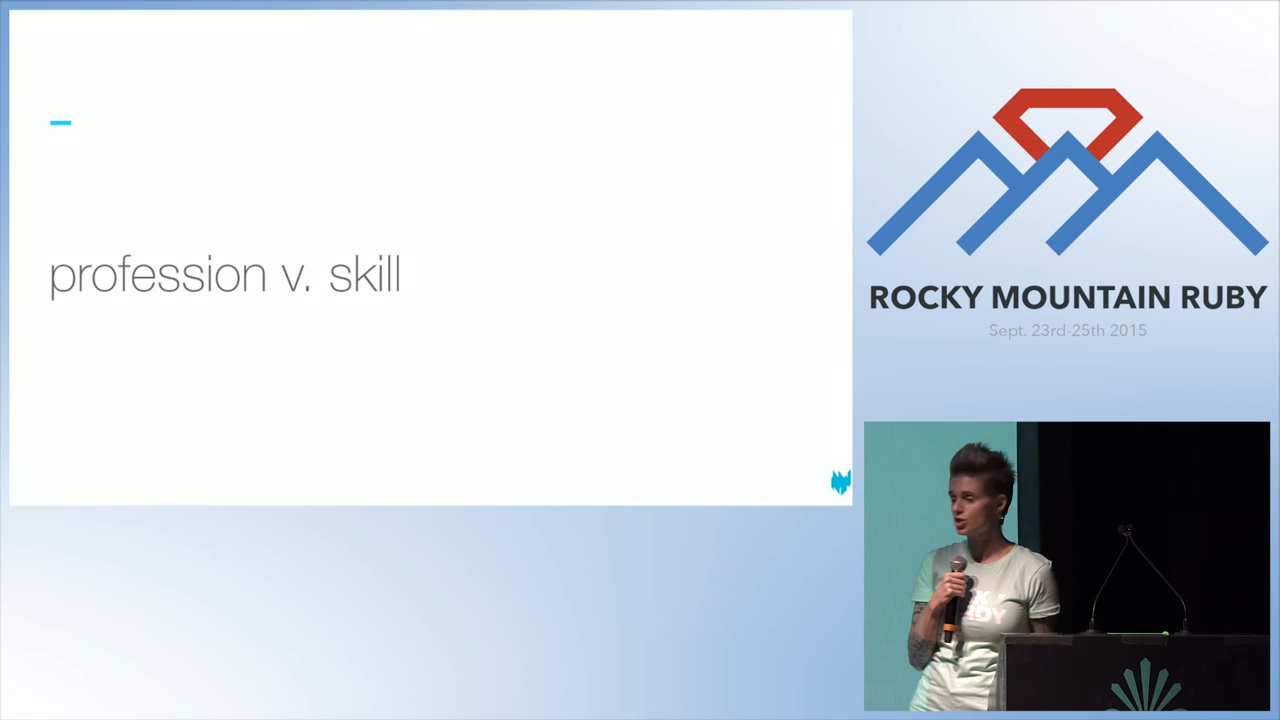 profession v. skill
ROCKY MOUNTAIN RUBY
Sept. 23rd-25th 2015